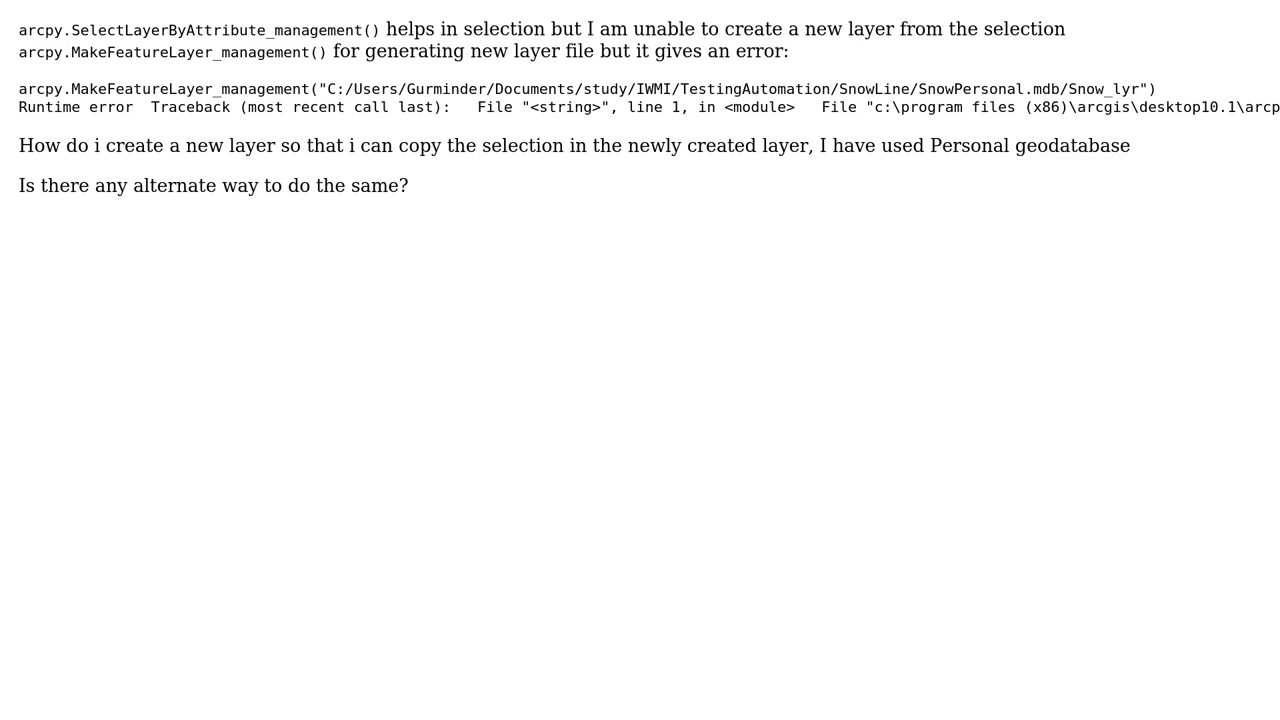 arcpy.SelectLayerByAttribute_management() helps in selection but I am unable to create a new layer from the selection
arcpy.MakeFeatureLayer_management() for generating new layer file but it gives an error:
arcpy.MakeFeatureLayer_management("C:/Users/Gurminder/Documents/study/IWMI/TestingAutomation/SnowLine/SnowPersonal.mdb/Snow_lyr")
Runtime error  Traceback (most recent call last):   File "<string>", line 1, in <module>   File "c:\program files (x86)\arcgis\desktop10.1\arcp
How do i create a new layer so that i can copy the selection in the newly created layer, I have used Personal geodatabase
Is there any alternate way to do the same?